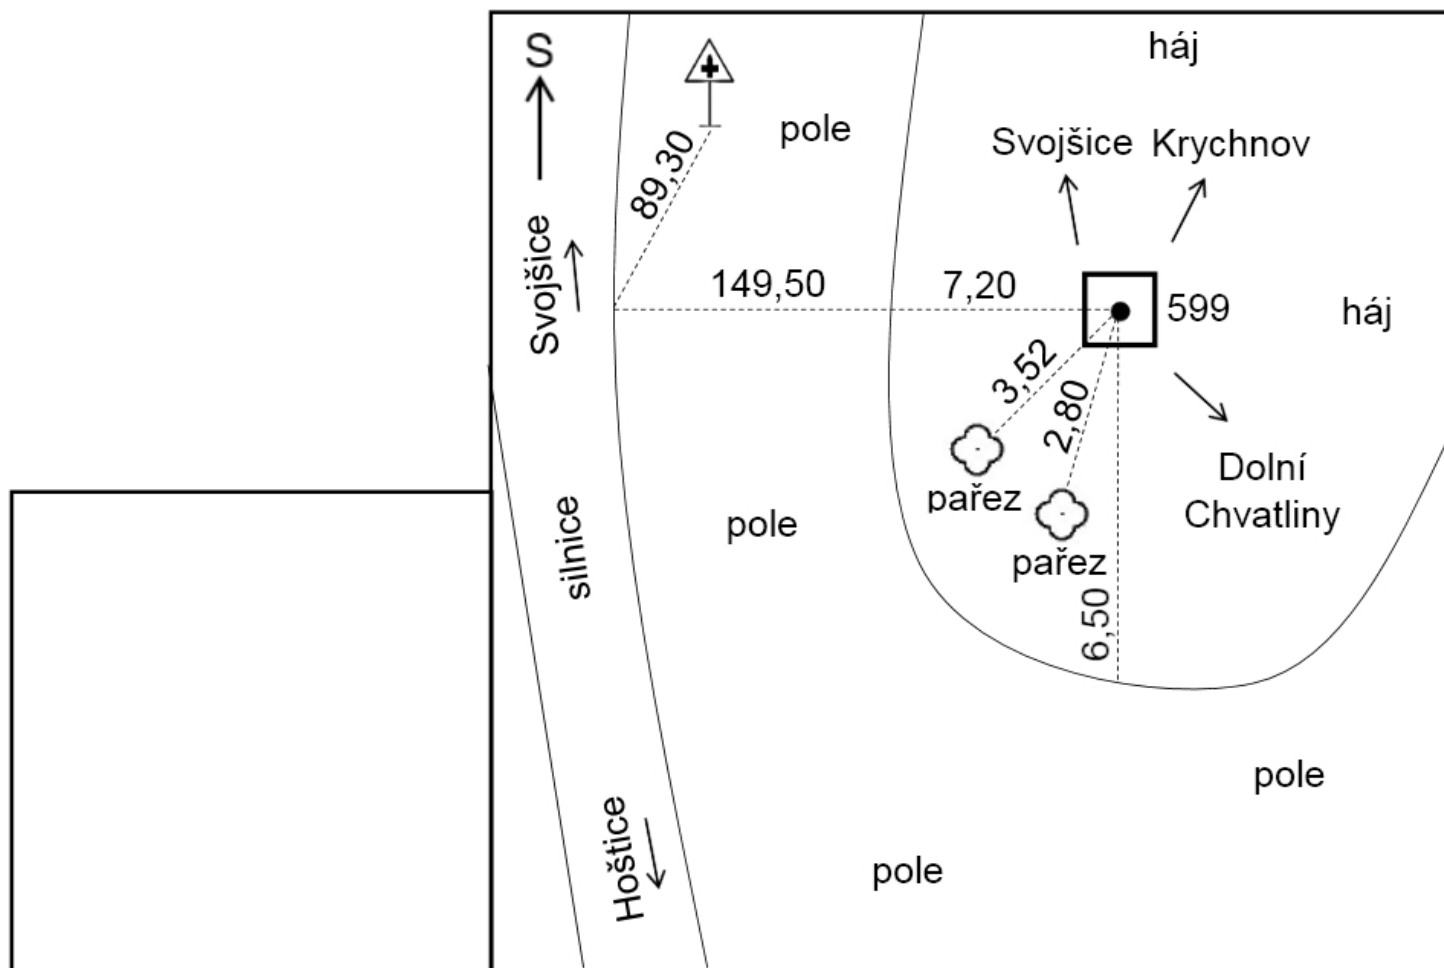 S
háj
pole
Svojšice
Krychnov
89,30
Svojšice
149,50
7,20
599
háj
3,52
2,80
Dolní
Chvatliny
pařez
pole
silnice
pařez
6,50
pole
Hoštice
pole